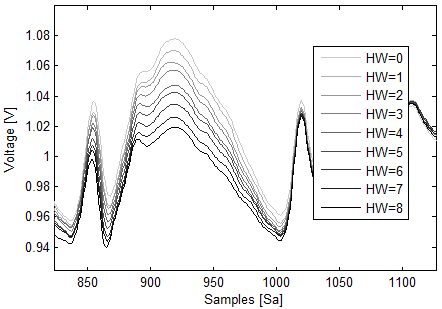 1.08
1.06
1.04
1.02
1
0.98
0.96
0.94
Voltage [V]
HW=0
HW=1
HW=2
HW=3
HW=4
HW=5
HW=6
HW=7
HW=8
850 900 950 1000 1050 1100
Samples [Sa]